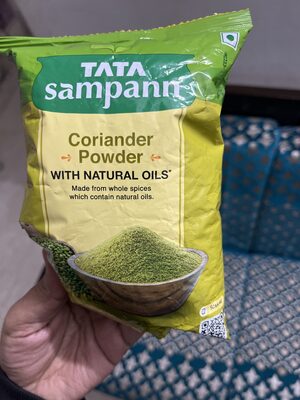 TATA
sampann
Coriander
Powder
WITH NATURAL OILS*
Made from whole spices
which contain natural oils.